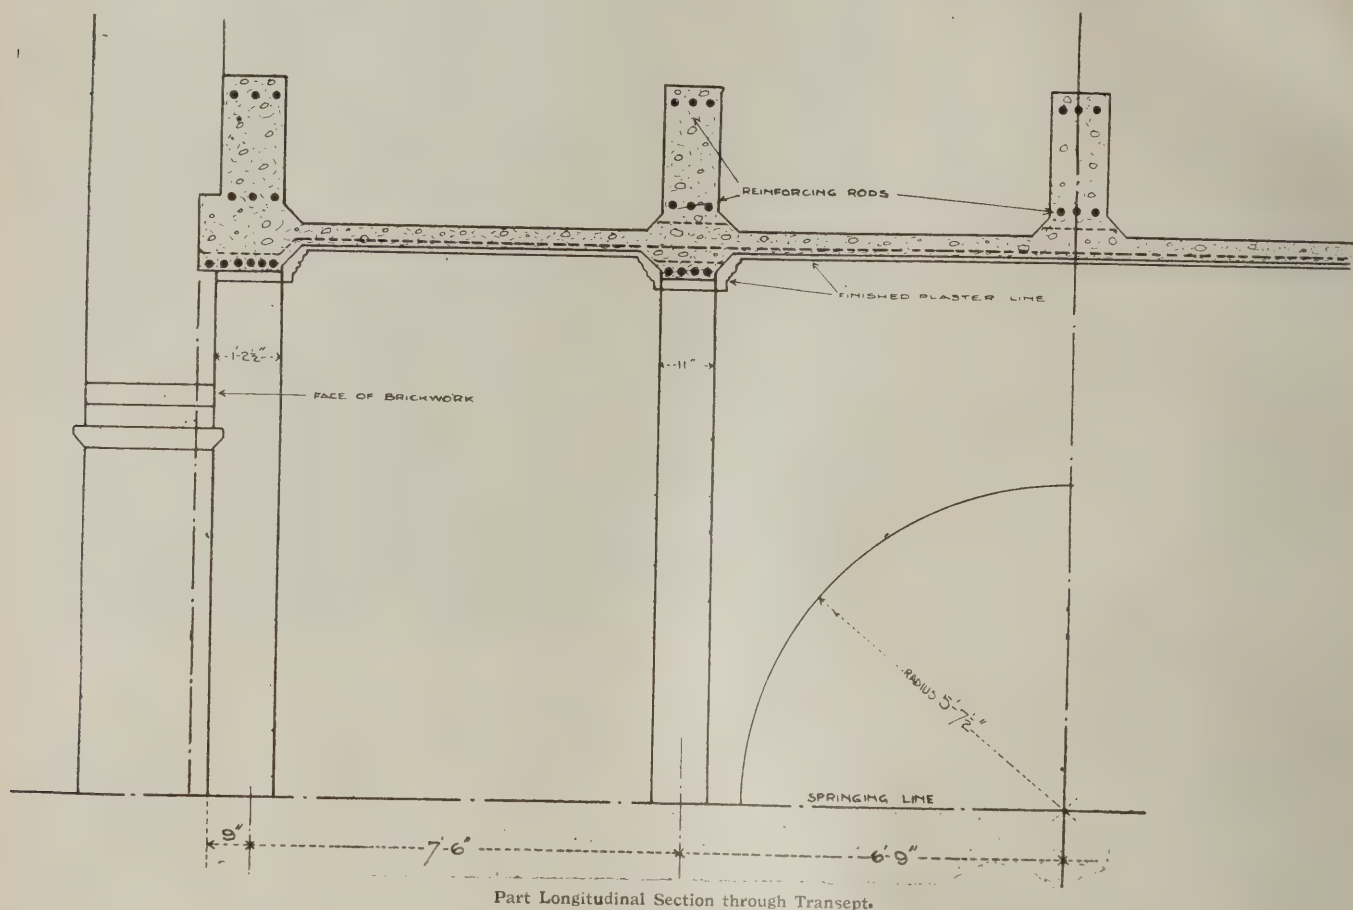 REINFORCING RODS
FINISHED PLASTER LINE
1'-2½"
11"
FACE OF BRICKWORK
RADIUS 5'-7½"
SPRINGING LINE
9"
7'-6"
6'-9"
Part Longitudinal Section through Transept.